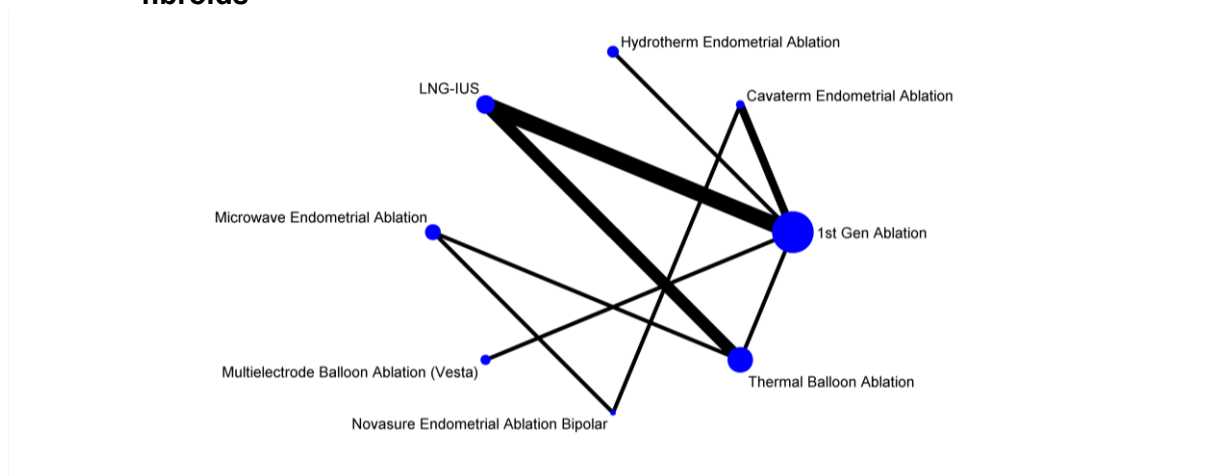 fibroids
Hydrotherm Endometrial Ablation
LNG-IUS
Cavaterm Endometrial Ablation
Microwave Endometrial Ablation
1st Gen Ablation
Multielectrode Balloon Ablation (Vesta)
Thermal Balloon Ablation
Novasure Endometrial Ablation Bipolar